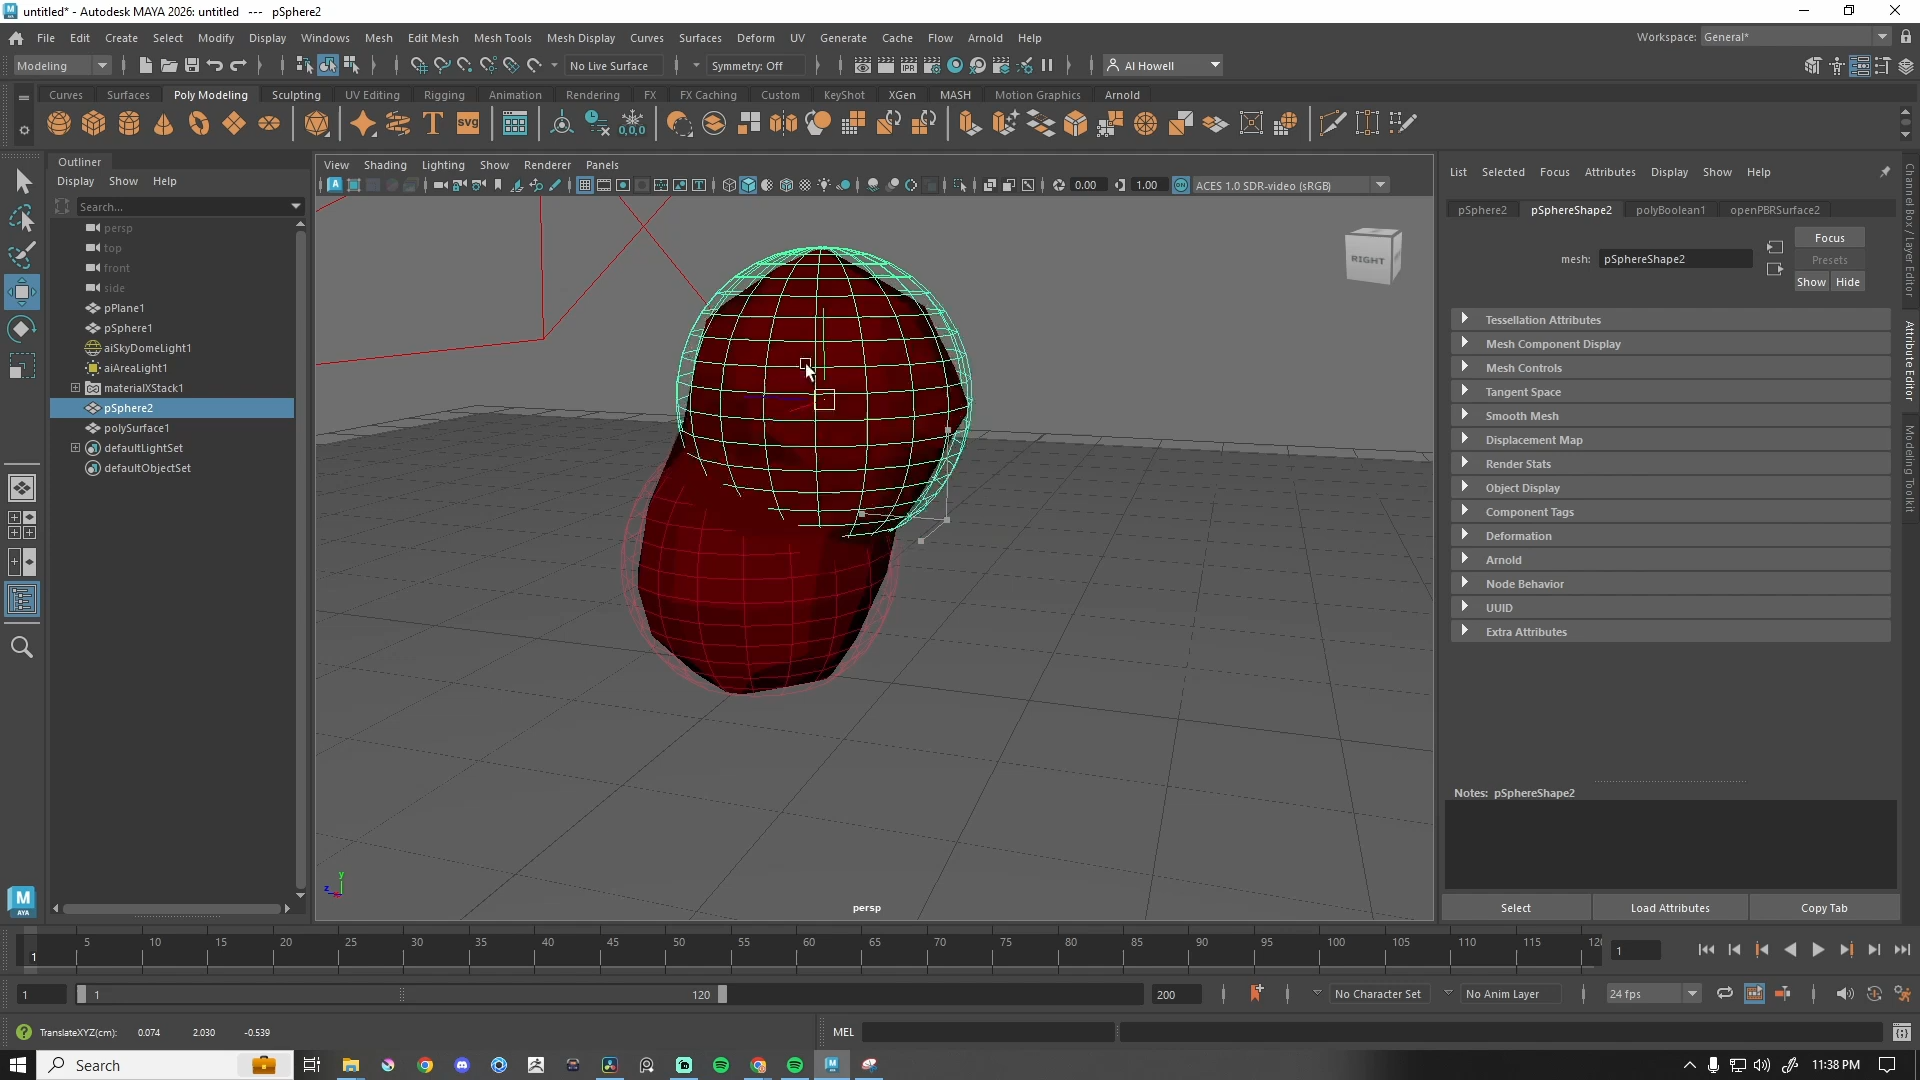 untitled* - Autodesk MAYA 2026: untitled --- pSphere2
File Edit Create Select Modify Display Windows Mesh Edit Mesh Mesh Tools Mesh Display Curves Surfaces Deform UV Generate Cache Flow Arnold Help
Workspace: General*
Modeling No Live Surface Symmetry: Off IPR Al Howell
Curves Surfaces Poly Modeling Sculpting UV Editing Rigging Animation Rendering FX FX Caching Custom KeyShot XGen MASH Motion Graphics Arnold
T SVG 0,0,0
Outliner
Display Show Help
Search...
persp
top
front
side
pPlane1
pSphere1
aiSkyDomeLight1
aiAreaLight1
materialXStack1
pSphere2
polySurface1
defaultLightSet
defaultObjectSet
View Shading Lighting Show Renderer Panels
0.00 1.00 ON ACES 1.0 SDR-video (sRGB)
RIGHT
y
z
persp
List Selected Focus Attributes Display Show Help
pSphere2 pSphereShape2 polyBoolean1 openPBRSurface2
mesh: pSphereShape2
Focus
Presets
Show Hide
Tessellation Attributes
Mesh Component Display
Mesh Controls
Tangent Space
Smooth Mesh
Displacement Map
Render Stats
Object Display
Component Tags
Deformation
Arnold
Node Behavior
UUID
Extra Attributes
Notes: pSphereShape2
Select Load Attributes Copy Tab
Channel Box / Layer Editor
Attribute Editor
Modeling Toolkit
M
AYA
1 5 10 15 20 25 30 35 40 45 50 55 60 65 70 75 80 85 90 95 100 105 110 115 120 1
1 1 120 200 No Character Set No Anim Layer 24 fps
TranslateXYZ(cm): 0.074 2.030 -0.539 MEL
Search 11:38 PM